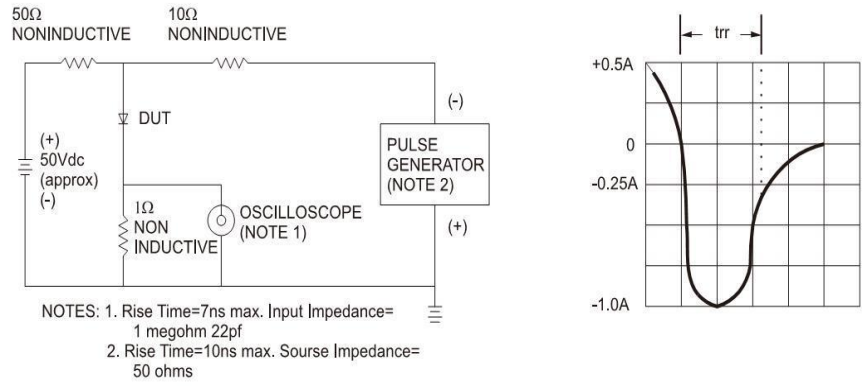 50Ω
NONINDUCTIVE
10Ω
NONINDUCTIVE
DUT
(+)
50Vdc
(approx)
(-)
1Ω
NON
INDUCTIVE
OSCILLOSCOPE
(NOTE 1)
(-)
PULSE
GENERATOR
(NOTE 2)
(+)
NOTES: 1. Rise Time=7ns max. Input Impedance=
1 megohm 22pf
2. Rise Time=10ns max. Sourse Impedance=
50 ohms
trr
+0.5A
0
-0.25A
-1.0A